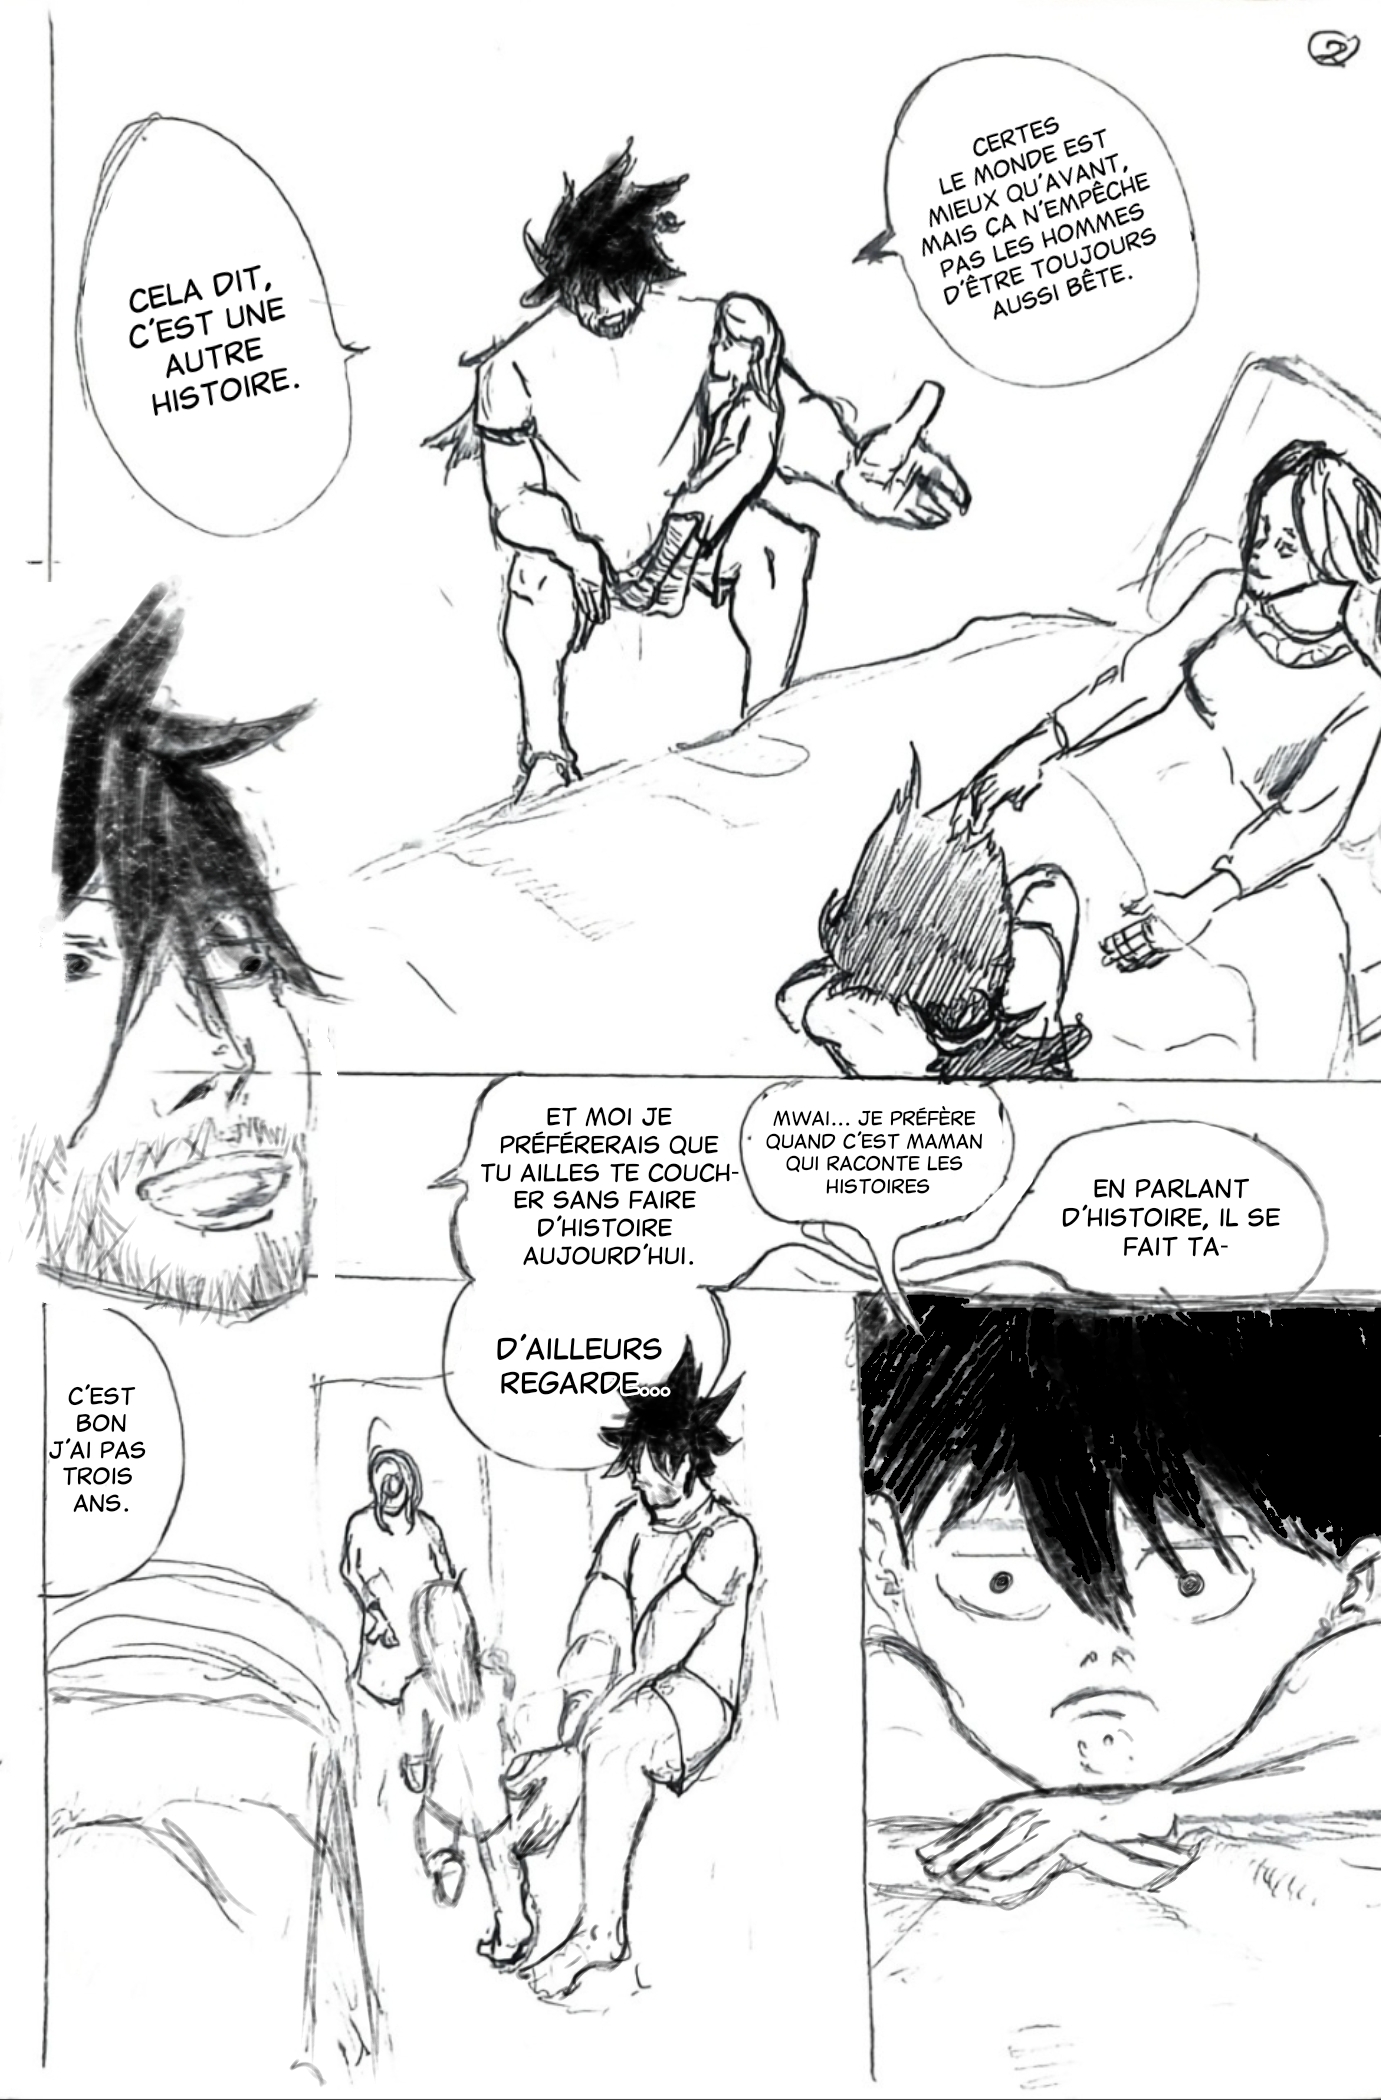 2
CERTES
LE MONDE EST
MIEUX QU'AVANT,
MAIS ÇA N'EMPÊCHE
PAS LES HOMMES
D'ÊTRE TOUJOURS
AUSSI BÊTE.
CELA DIT,
C'EST UNE
AUTRE
HISTOIRE.
EN PARLANT
D'HISTOIRE, IL SE
FAIT TA-
MWAI... JE PRÉFÈRE
QUAND C'EST MAMAN
QUI RACONTE LES
HISTOIRES
ET MOI JE
PRÉFÉRERAIS QUE
TU AILLES TE COUCH-
ER SANS FAIRE
D'HISTOIRE
AUJOURD'HUI.
D'AILLEURS
REGARDE...
C'EST
BON
J'AI PAS
TROIS
ANS.